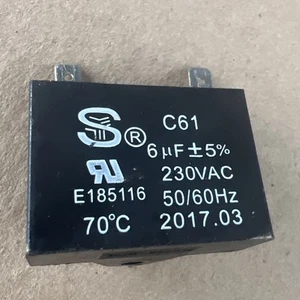 S® C61
6μF±5%
230VAC
E185116 50/60Hz
70℃ 2017.03